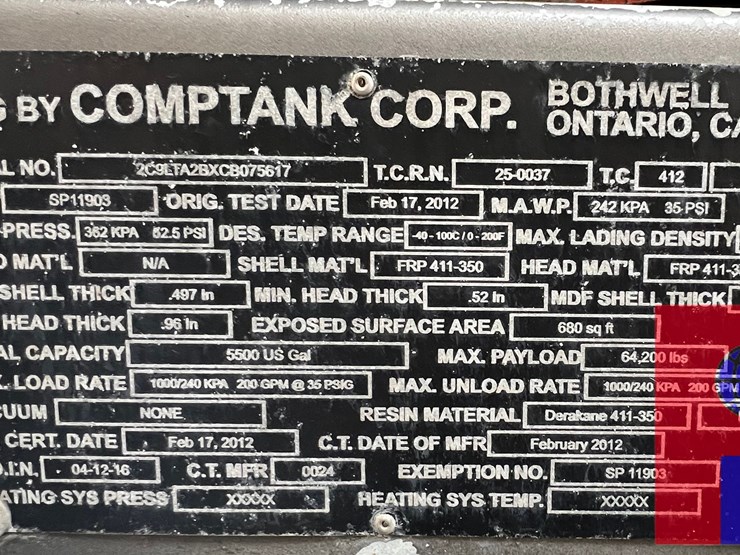 G BY COMPTANK CORP. BOTHWELL
ONTARIO, CA
AL NO. 2C9LTA2BXCB075617 T.C.R.N. 25-0037 T.C. 412
SP11903 ORIG. TEST DATE Feb 17, 2012 M.A.W.P. 242 KPA 35 PSI
PRESS. 362 KPA 52.5 PSI DES. TEMP RANGE -40 - 100C / 0 - 200F MAX. LADING DENSITY
D MAT'L N/A SHELL MAT'L FRP 411-350 HEAD MAT'L FRP 411-3
SHELL THICK .497 In MIN. HEAD THICK .52 In MDF SHELL THICK
HEAD THICK .96 In EXPOSED SURFACE AREA 680 sq ft
AL CAPACITY 5500 US Gal MAX. PAYLOAD 64,200 lbs
. LOAD RATE 1000/240 KPA 200 GPM @ 35 PSIG MAX. UNLOAD RATE 1000/240 KPA 200 GPM
CUUM NONE RESIN MATERIAL Derakane 411-350
CERT. DATE Feb 17, 2012 C.T. DATE OF MFR February 2012
.I.N. 04-12-16 C.T. MFR 0024 EXEMPTION NO. SP 11903
ATING SYS PRESS XXXXX HEATING SYS TEMP. XXXXX